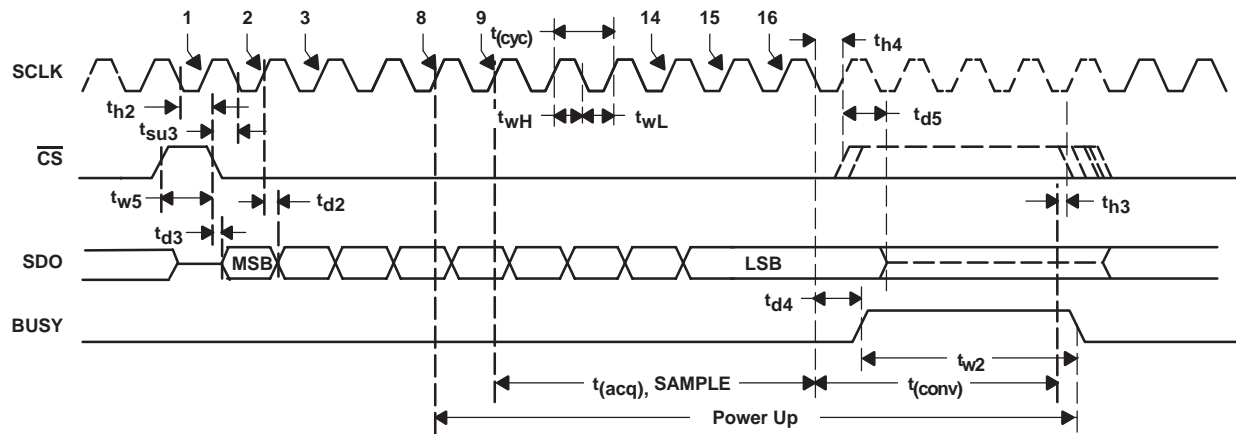 1 2 3 8 9 14 15 16
t(cyc)
th4
SCLK
th2
twH twL
td5
tsu3
CS
tw5
td2
th3
td3
SDO
MSB
LSB
td4
BUSY
tw2
t(acq), SAMPLE
t(conv)
Power Up